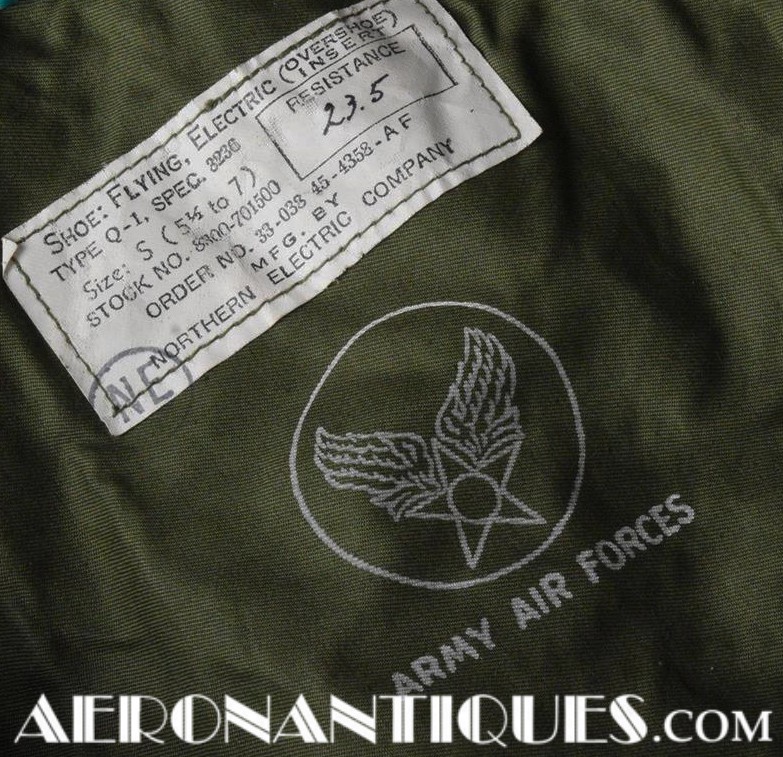 SHOE: FLYING, ELECTRIC (OVERSHOE INSERT)
TYPE Q-1, SPEC. 3236
Size: S (5½ to 7)
STOCK NO. 8300-701500
ORDER NO. 33-038 45-4358-AF
MFG. BY
NORTHERN ELECTRIC COMPANY
RESISTANCE
23.5
NE
ARMY AIR FORCES
AERONANTIQUES.COM